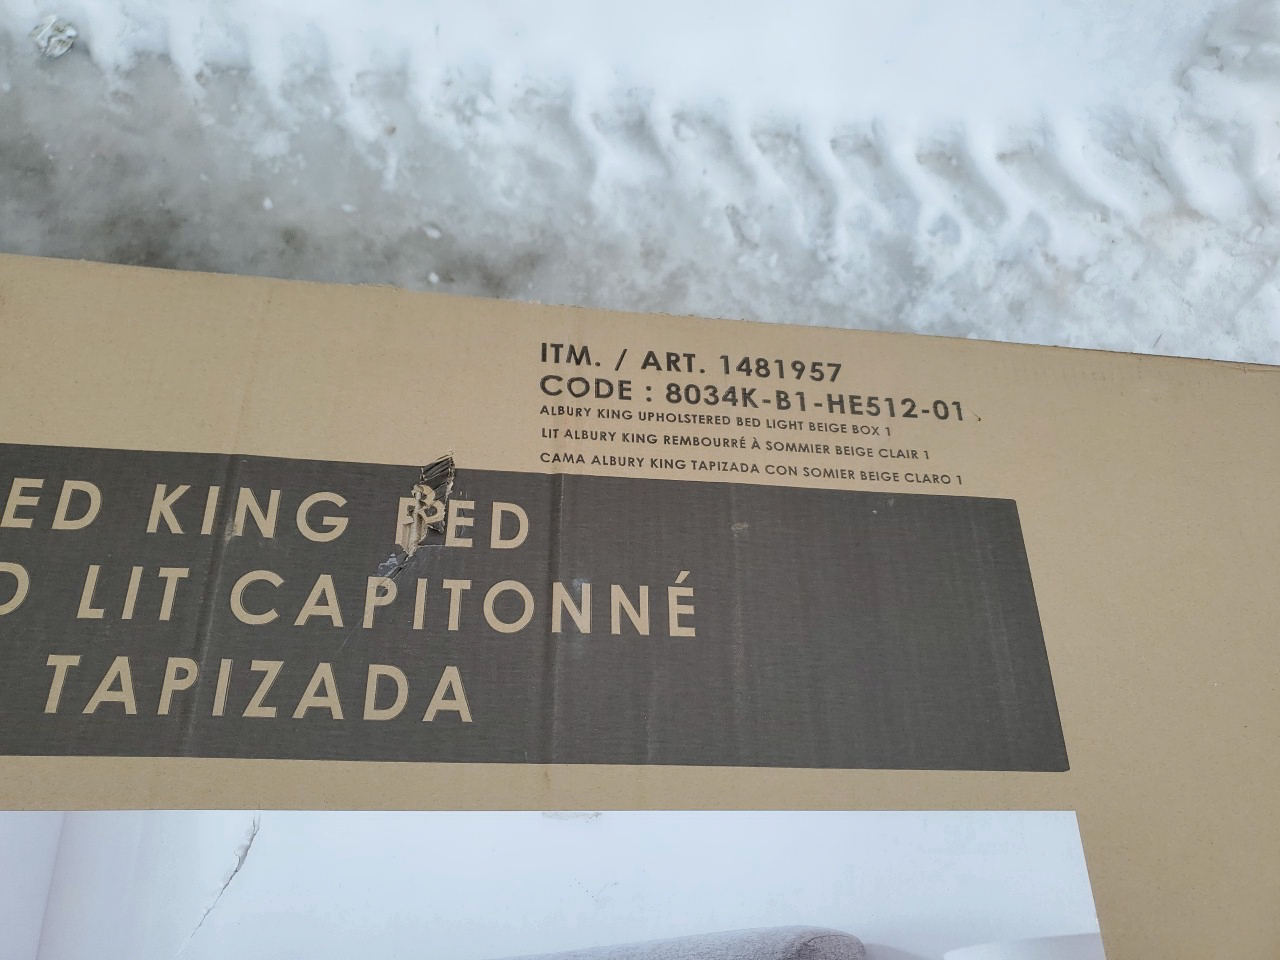 ITM. / ART. 1481957
CODE : 8034K-B1-HE512-01
ALBURY KING UPHOLSTERED BED LIGHT BEIGE BOX 1
LIT ALBURY KING REMBOURRÉ À SOMMIER BEIGE CLAIR 1
CAMA ALBURY KING TAPIZADA CON SOMIER BEIGE CLARO 1
ED KING BED
D LIT CAPITONNÉ
TAPIZADA